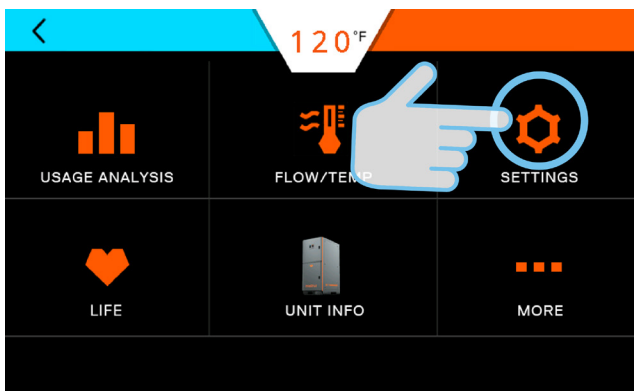 120°F
USAGE ANALYSIS
FLOW/TEMP
SETTINGS
LIFE
UNIT INFO
MORE